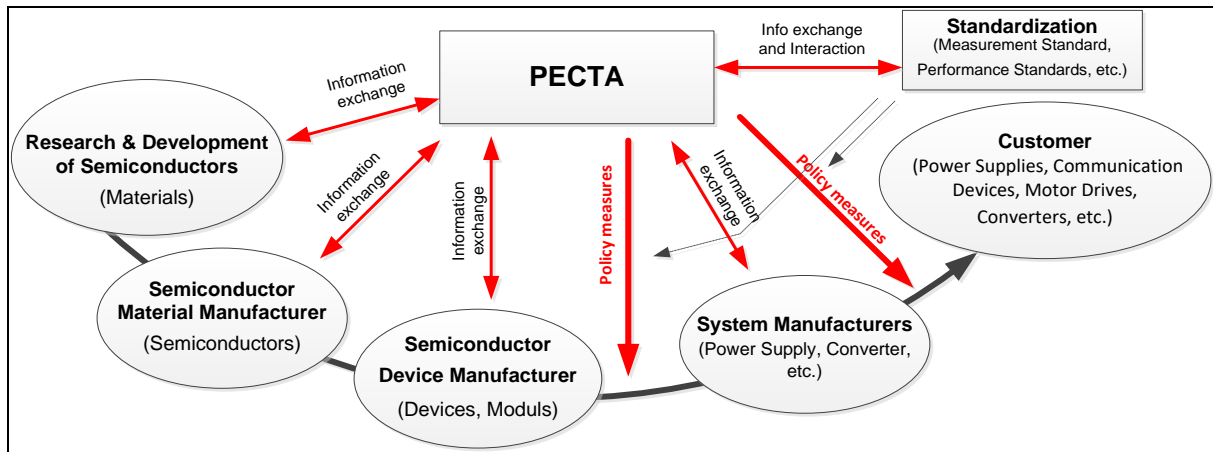 PECTA
Info exchange
and Interaction
Standardization
(Measurement Standard,
Performance Standards, etc.)
Information
exchange
Research & Development
of Semiconductors
(Materials)
Information
exchange
Information
exchange
Policy measures
Information
exchange
Policy measures
Customer
(Power Supplies, Communication
Devices, Motor Drives,
Converters, etc.)
Semiconductor
Material Manufacturer
(Semiconductors)
Semiconductor
Device Manufacturer
(Devices, Moduls)
System Manufacturers
(Power Supply, Converter,
etc.)